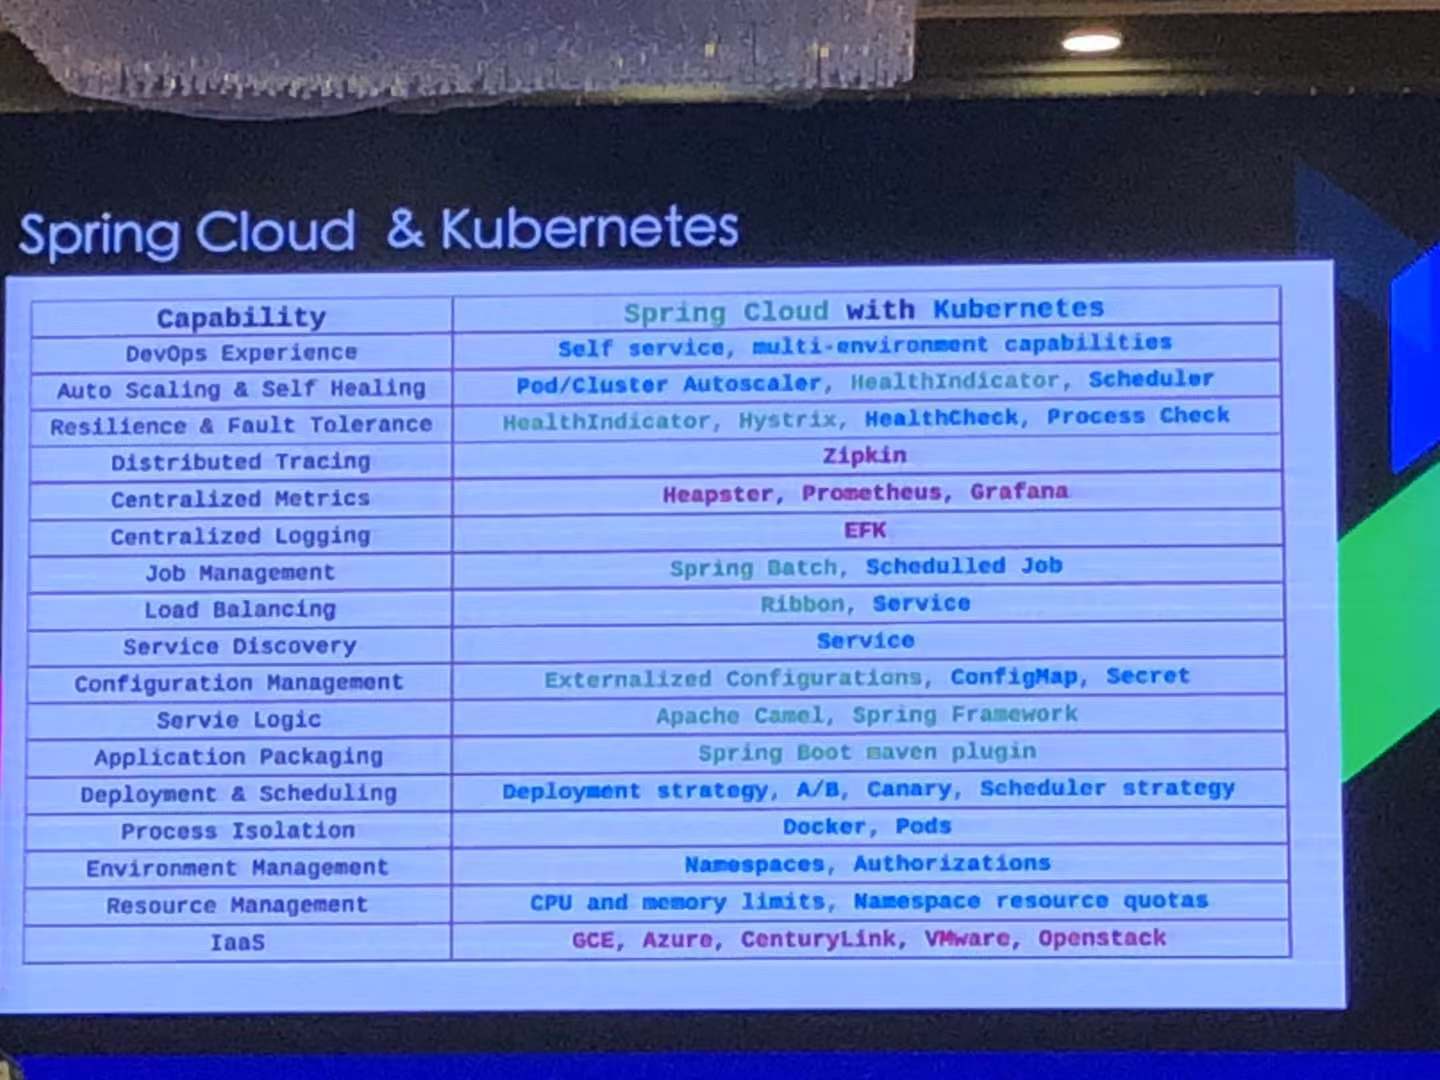 Spring Cloud & Kubernetes
Capability Spring Cloud with Kubernetes
DevOps Experience Self service, multi-environment capabilities
Auto Scaling & Self Healing Pod/Cluster Autoscaler, HealthIndicator, Scheduler
Resilience & Fault Tolerance HealthIndicator, Hystrix, HealthCheck, Process Check
Distributed Tracing Zipkin
Centralized Metrics Heapster, Prometheus, Grafana
Centralized Logging EFK
Job Management Spring Batch, Schedulled Job
Load Balancing Ribbon, Service
Service Discovery Service
Configuration Management Externalized Configurations, ConfigMap, Secret
Servie Logic Apache Camel, Spring Framework
Application Packaging Spring Boot maven plugin
Deployment & Scheduling Deployment strategy, A/B, Canary, Scheduler strategy
Process Isolation Docker, Pods
Environment Management Namespaces, Authorizations
Resource Management CPU and memory limits, Namespace resource quotas
IaaS GCE, Azure, CenturyLink, VMware, Openstack